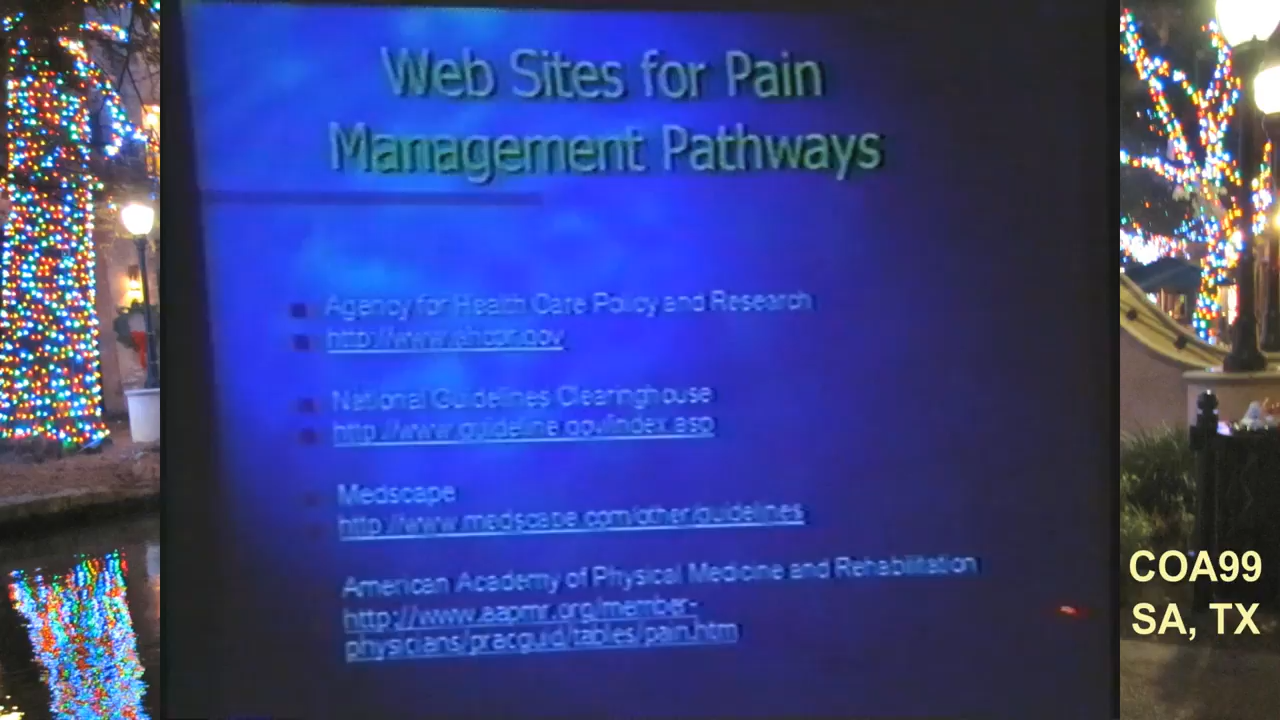 Web Sites for Pain
Management Pathways
Agency for Health Care Policy and Research
http://www.ahcpr.gov
National Guidelines Clearinghouse
http://www.guideline.gov/index.asp
Medscape
http://www.medscape.com/other/guidelines
American Academy of Physical Medicine and Rehabilitation
http://www.aapmr.org/member-
physicians/pracguid/tables/pain.htm
COA99
SA, TX